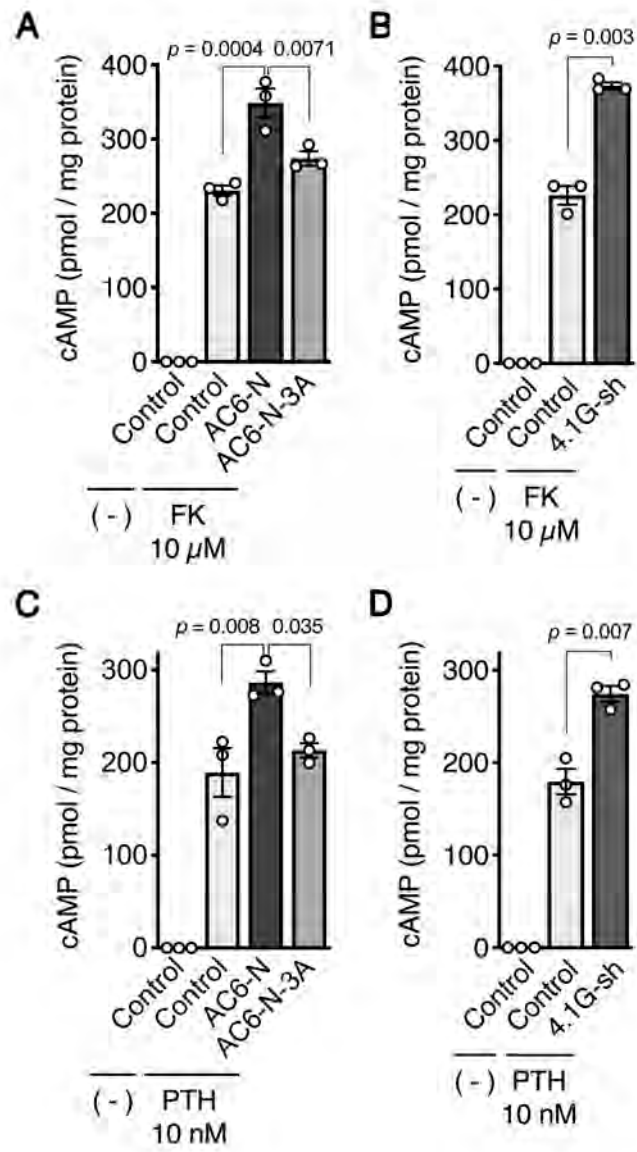 A
p = 0.0004 0.0071
cAMP (pmol / mg protein)
400
300
200
100
0
Control
Control
AC6-N
AC6-N-3A
( - )
FK
10 µM
B
p = 0.003
cAMP (pmol / mg protein)
400
300
200
100
0
Control
Control
4.1G-sh
( - )
FK
10 µM
C
p = 0.008 0.035
cAMP (pmol / mg protein)
300
200
100
0
Control
Control
AC6-N
AC6-N-3A
( - )
PTH
10 nM
D
p = 0.007
cAMP (pmol / mg protein)
300
200
100
0
Control
Control
4.1G-sh
( - )
PTH
10 nM